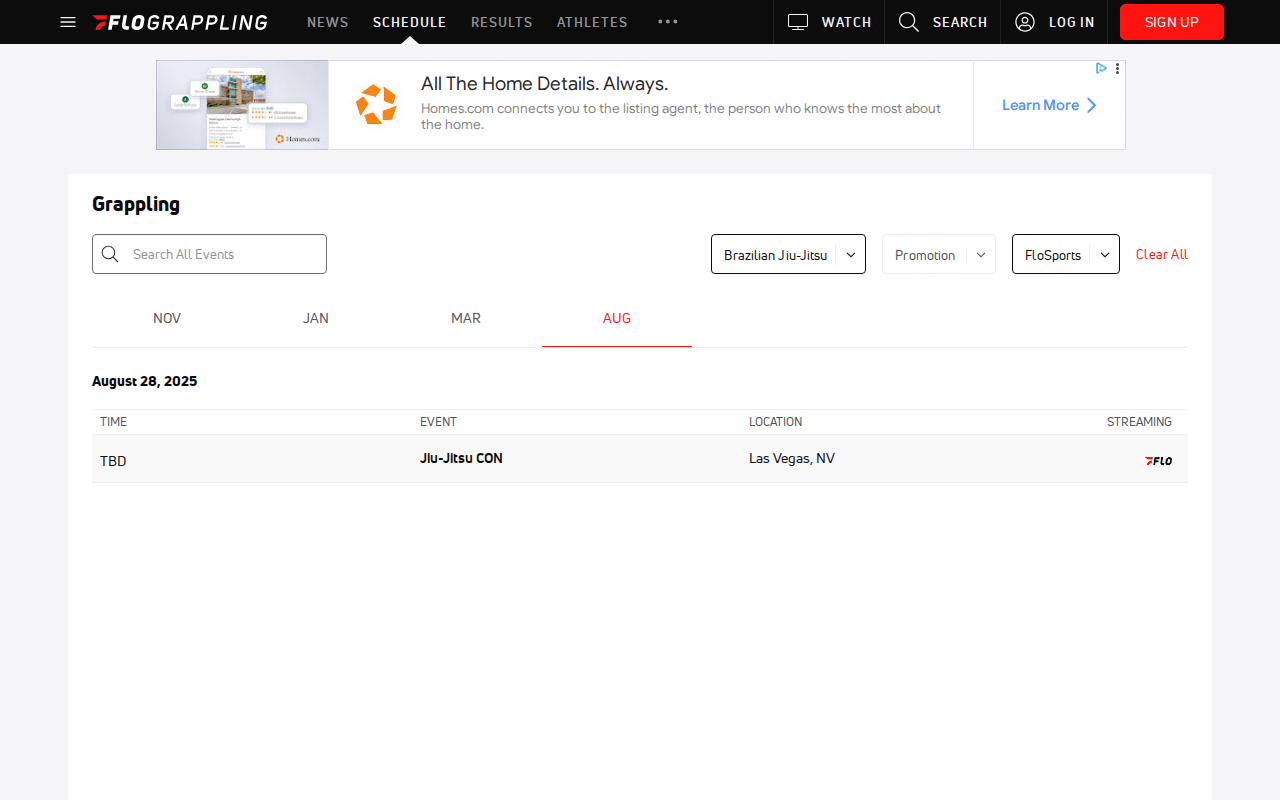 FLOGRAPPLING
NEWS
SCHEDULE
RESULTS
ATHLETES
WATCH
SEARCH
LOG IN
SIGN UP
All The Home Details. Always.
Homes.com connects you to the listing agent, the person who knows the most about
the home.
Learn More
Homes.com
Grappling
Search All Events
Brazilian Jiu-Jitsu
Promotion
FloSports
Clear All
NOV
JAN
MAR
AUG
August 28, 2025
TIME
EVENT
LOCATION
STREAMING
TBD
Jiu-Jitsu CON
Las Vegas, NV
FLO